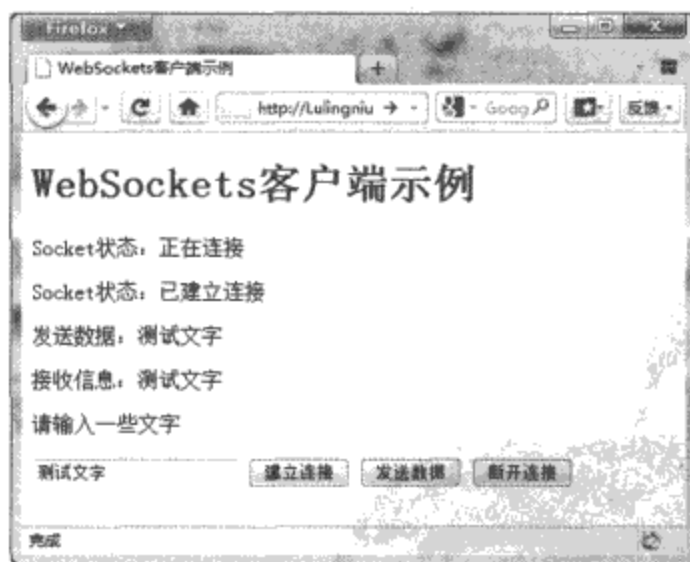 Firefox
WebSockets客户端示例
+
http://Lulingniu
Goog
反馈
WebSockets客户端示例
Socket状态：正在连接
Socket状态：已建立连接
发送数据：测试文字
接收信息：测试文字
请输入一些文字
测试文字 建立连接 发送数据 断开连接
完成